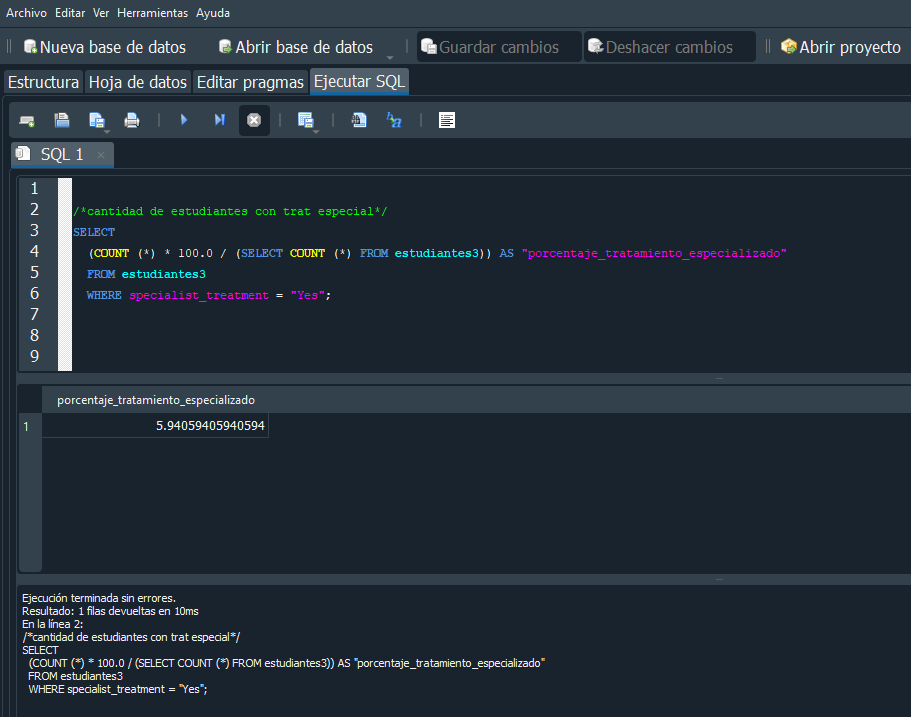 Archivo Editar Ver Herramientas Ayuda
Nueva base de datos Abrir base de datos Guardar cambios Deshacer cambios Abrir proyecto
Estructura Hoja de datos Editar pragmas Ejecutar SQL
SQL 1
1
2 /*cantidad de estudiantes con trat especial*/
3 SELECT
4 (COUNT (*) * 100.0 / (SELECT COUNT (*) FROM estudiantes3)) AS "porcentaje_tratamiento_especializado"
5 FROM estudiantes3
6 WHERE specialist_treatment = "Yes";
7
8
9
porcentaje_tratamiento_especializado
1 5.94059405940594
Ejecución terminada sin errores.
Resultado: 1 filas devueltas en 10ms
En la línea 2:
/*cantidad de estudiantes con trat especial*/
SELECT
(COUNT (*) * 100.0 / (SELECT COUNT (*) FROM estudiantes3)) AS "porcentaje_tratamiento_especializado"
FROM estudiantes3
WHERE specialist_treatment = "Yes";